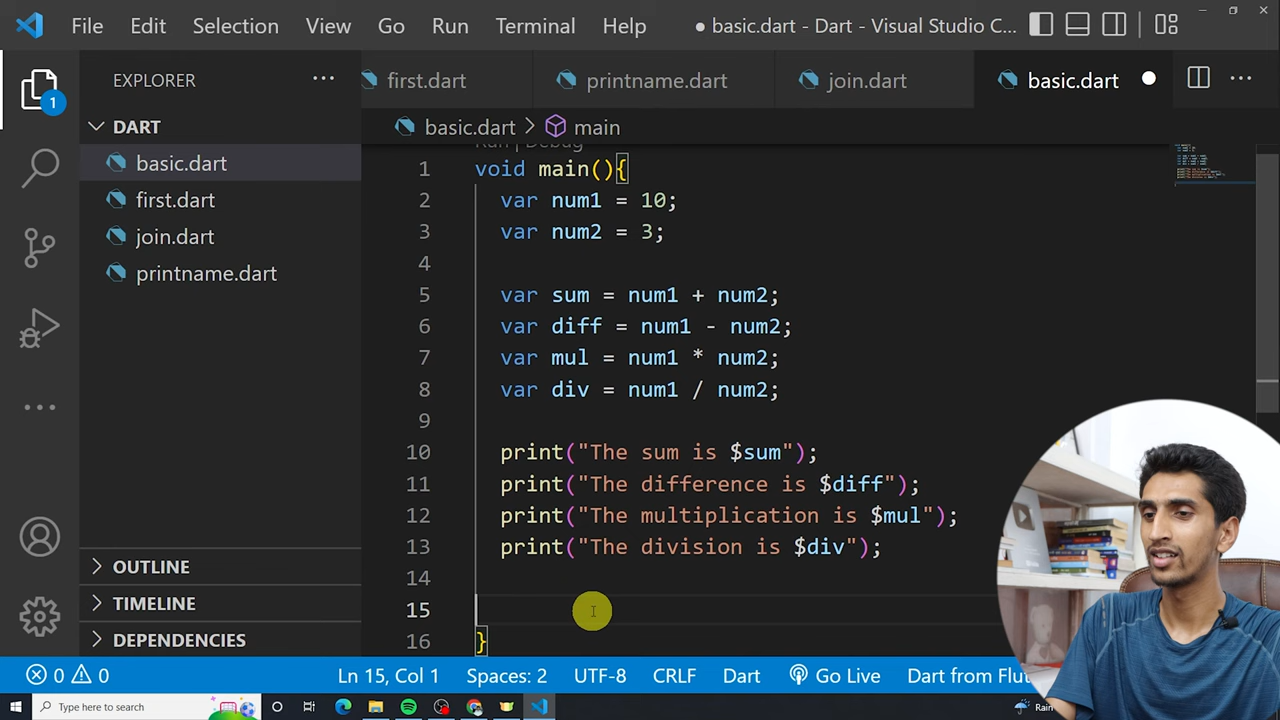 File Edit Selection View Go Run Terminal Help ● basic.dart - Dart - Visual Studio C...
EXPLORER ... first.dart printname.dart join.dart basic.dart ● ...
DART
basic.dart
first.dart
join.dart
printname.dart
OUTLINE
TIMELINE
DEPENDENCIES
1
basic.dart > main
Run | Debug
1 void main(){
2 var num1 = 10;
3 var num2 = 3;
4
5 var sum = num1 + num2;
6 var diff = num1 - num2;
7 var mul = num1 * num2;
8 var div = num1 / num2;
9
10 print("The sum is $sum");
11 print("The difference is $diff");
12 print("The multiplication is $mul");
13 print("The division is $div");
14
15
16 }
0 0 Ln 15, Col 1 Spaces: 2 UTF-8 CRLF Dart Go Live Dart from Flu
Type here to search Rain